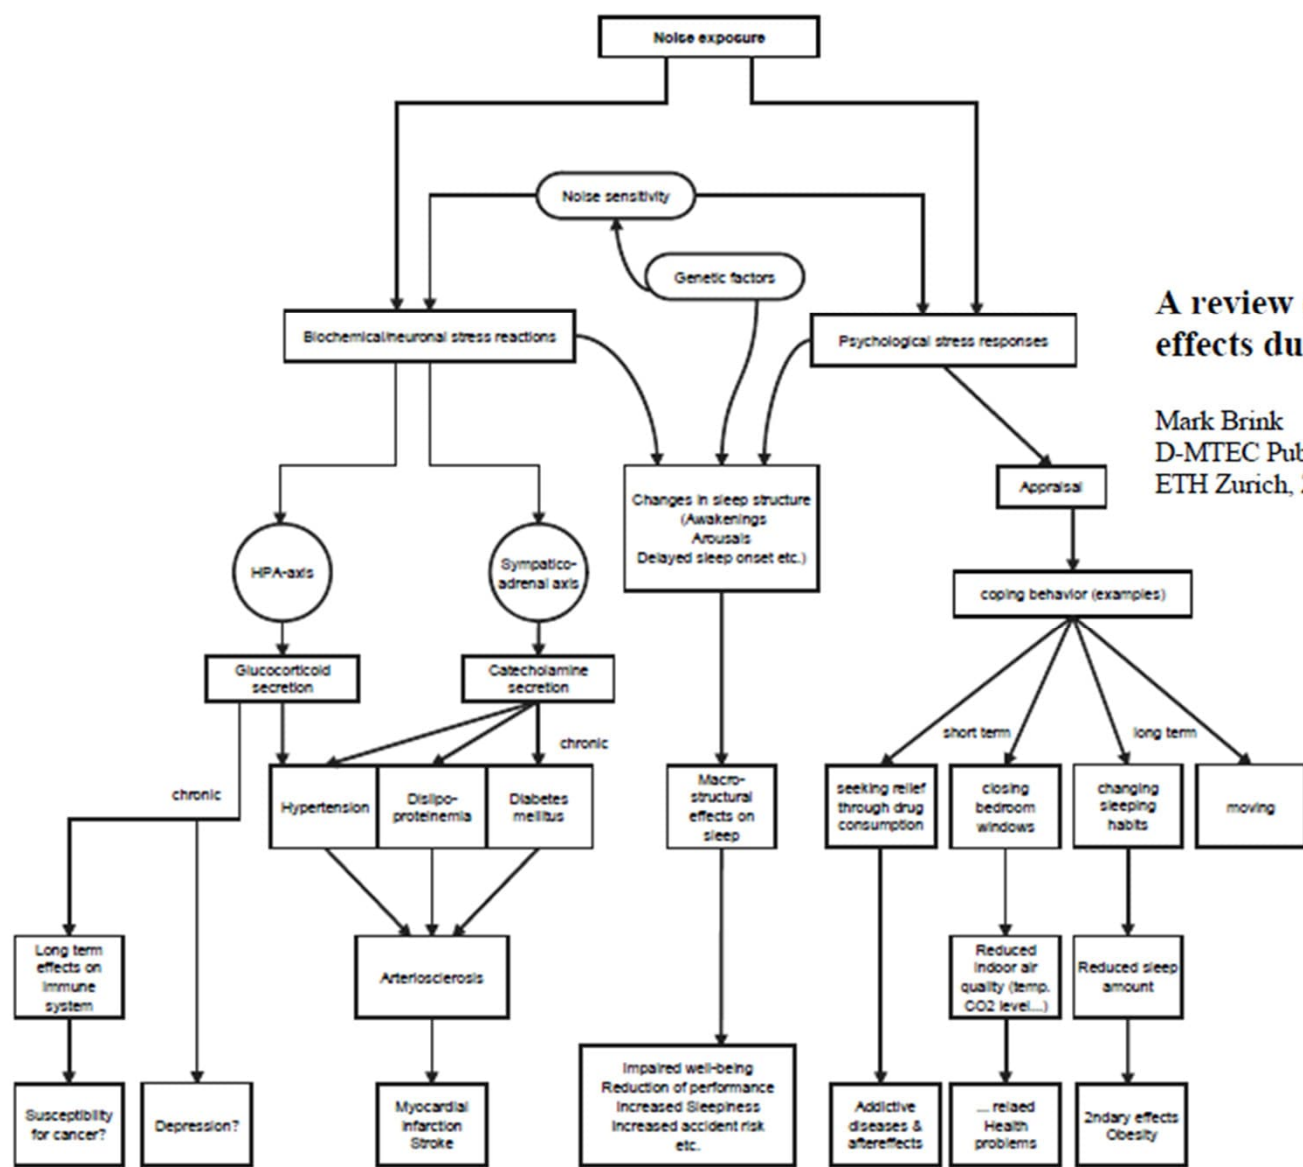 Noise exposure
Noise sensitivity
Genetic factors
Biochemical/neuronal stress reactions
Psychological stress responses
A review
effects du
Mark Brink
D-MTEC Pub
ETH Zurich,
Changes in sleep structure
(Awakenings
Arousals
Delayed sleep onset etc.)
Appraisal
HPA-axis
Sympatico-
adrenal axis
coping behavior (examples)
Glucocorticoid
secretion
Catecholamine
secretion
short term
long term
chronic
chronic
Hypertension
Dislipo-
proteinemia
Diabetes
mellitus
Macro-
structural
effects on
sleep
seeking relief
through drug
consumption
closing
bedroom
windows
changing
sleeping
habits
moving
Long term
effects on
immune
system
Arteriosclerosis
Reduced
indoor air
quality (temp.
CO2 level...)
Reduced sleep
amount
Susceptibility
for cancer?
Depression?
Myocardial
Infarction
Stroke
Impaired well-being
Reduction of performance
Increased Sleepiness
Increased accident risk
etc.
Addictive
diseases &
aftereffects
.... relaed
Health
problems
2ndary effects
Obesity